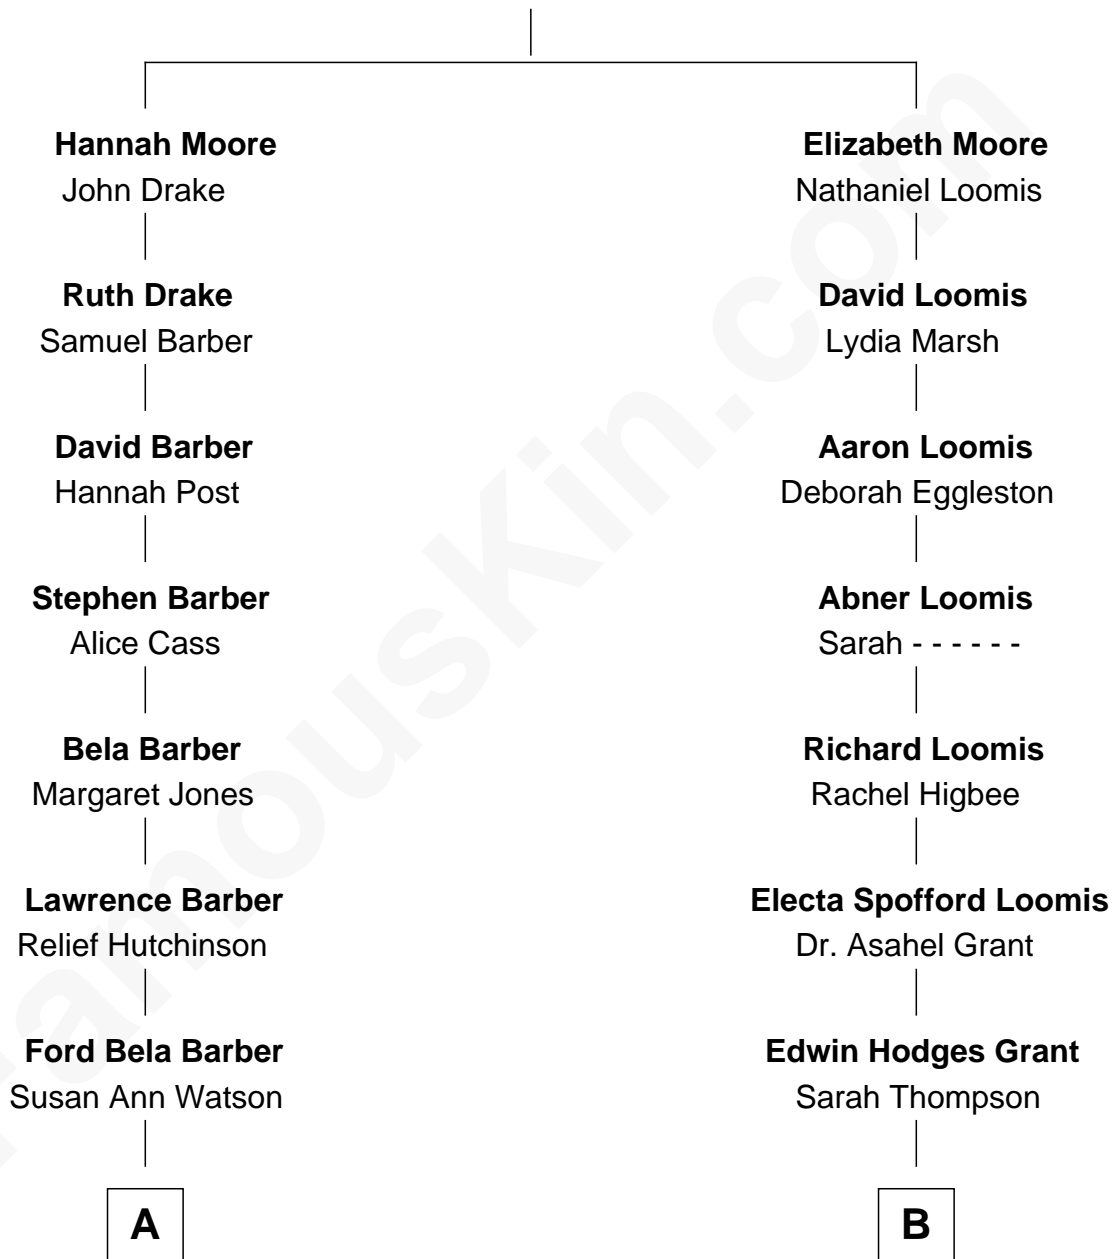 Hannah Moore
John Drake
Elizabeth Moore
Nathaniel Loomis
Ruth Drake
Samuel Barber
David Loomis
Lydia Marsh
David Barber
Hannah Post
Aaron Loomis
Deborah Eggleston
Stephen Barber
Alice Cass
Abner Loomis
Sarah - - - - - -
Bela Barber
Margaret Jones
Richard Loomis
Rachel Higbee
Lawrence Barber
Relief Hutchinson
Electa Spofford Loomis
Dr. Asahel Grant
Ford Bela Barber
Susan Ann Watson
Edwin Hodges Grant
Sarah Thompson
A
B
famouskin.com